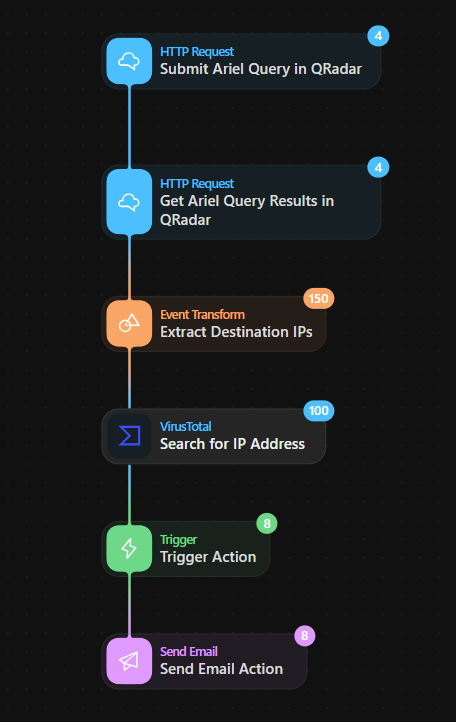 4
HTTP Request
Submit Ariel Query in QRadar
4
HTTP Request
Get Ariel Query Results in
QRadar
150
Event Transform
Extract Destination IPs
100
VirusTotal
Search for IP Address
8
Trigger
Trigger Action
8
Send Email
Send Email Action